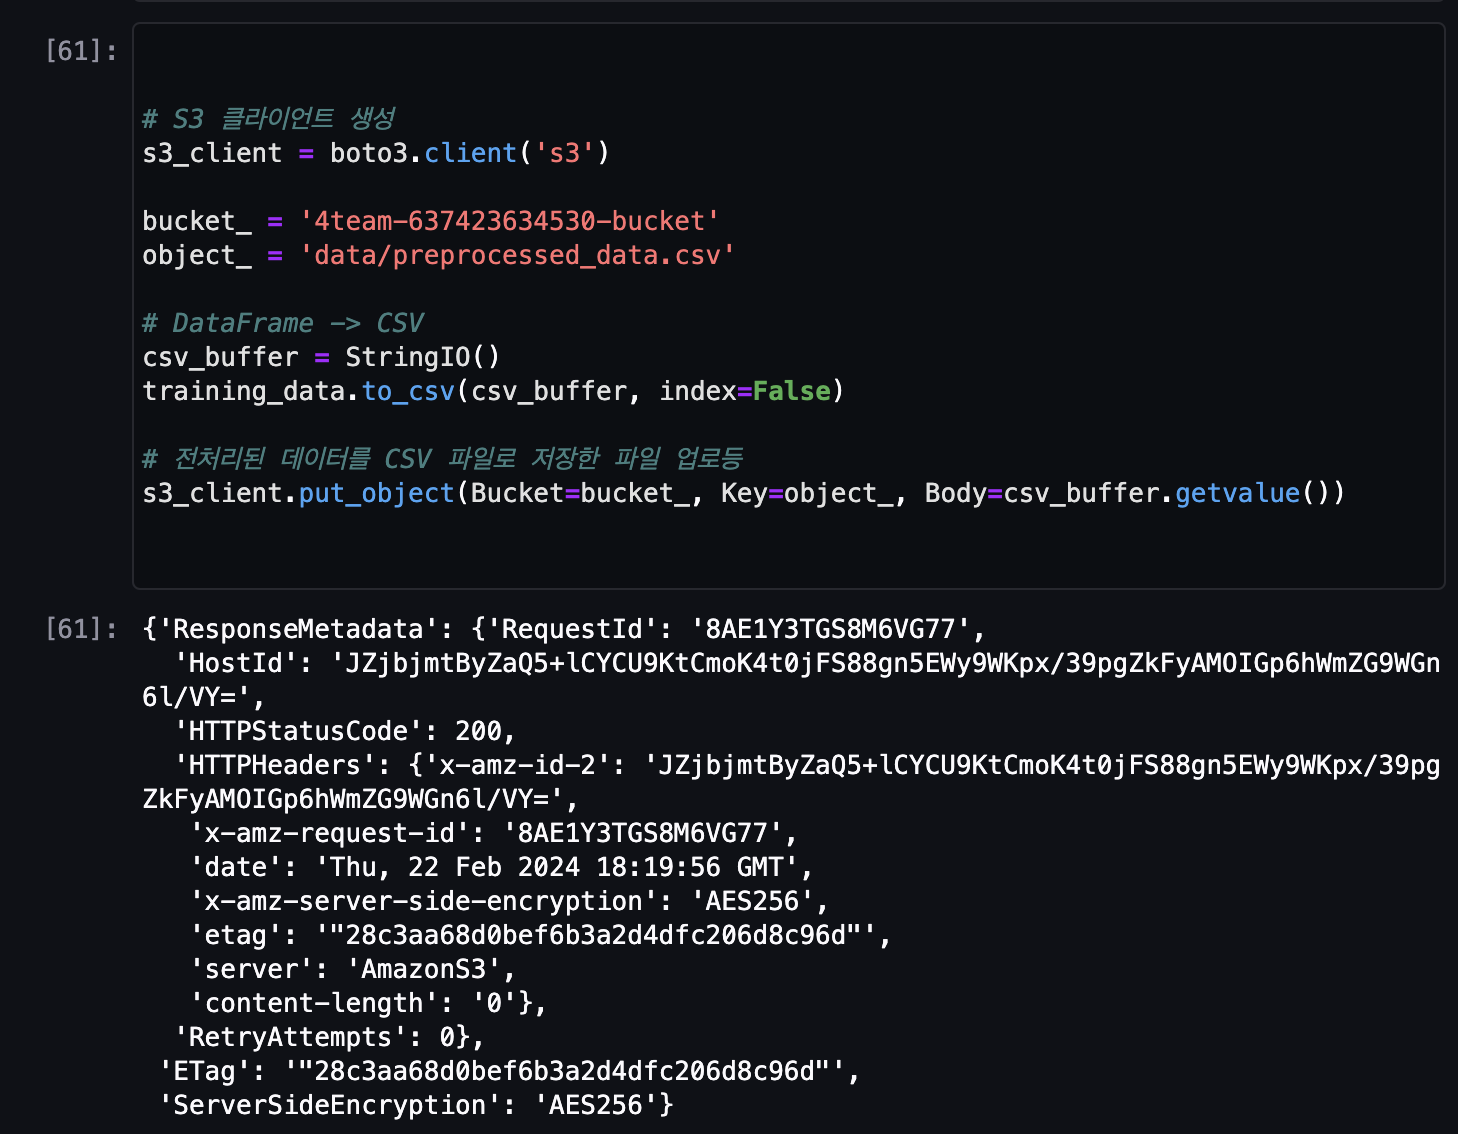 [61]:
# S3 클라이언트 생성
s3_client = boto3.client('s3')
bucket_ = '4team-637423634530-bucket'
object_ = 'data/preprocessed_data.csv'
# DataFrame -> CSV
csv_buffer = StringIO()
training_data.to_csv(csv_buffer, index=False)
# 전처리된 데이터를 CSV 파일로 저장한 파일 업로등
s3_client.put_object(Bucket=bucket_, Key=object_, Body=csv_buffer.getvalue())
[61]: {'ResponseMetadata': {'RequestId': '8AE1Y3TGS8M6VG77',
'HostId': 'JZjbjmtByZaQ5+lCYCU9KtCmoK4t0jFS88gn5EWy9WKpx/39pgZkFyAMOIGp6hWmZG9WGn
6l/VY=',
'HTTPStatusCode': 200,
'HTTPHeaders': {'x-amz-id-2': 'JZjbjmtByZaQ5+lCYCU9KtCmoK4t0jFS88gn5EWy9WKpx/39pg
ZkFyAMOIGp6hWmZG9WGn6l/VY=',
'x-amz-request-id': '8AE1Y3TGS8M6VG77',
'date': 'Thu, 22 Feb 2024 18:19:56 GMT',
'x-amz-server-side-encryption': 'AES256',
'etag': '"28c3aa68d0bef6b3a2d4dfc206d8c96d"',
'server': 'AmazonS3',
'content-length': '0'},
'RetryAttempts': 0},
'ETag': '"28c3aa68d0bef6b3a2d4dfc206d8c96d"',
'ServerSideEncryption': 'AES256'}